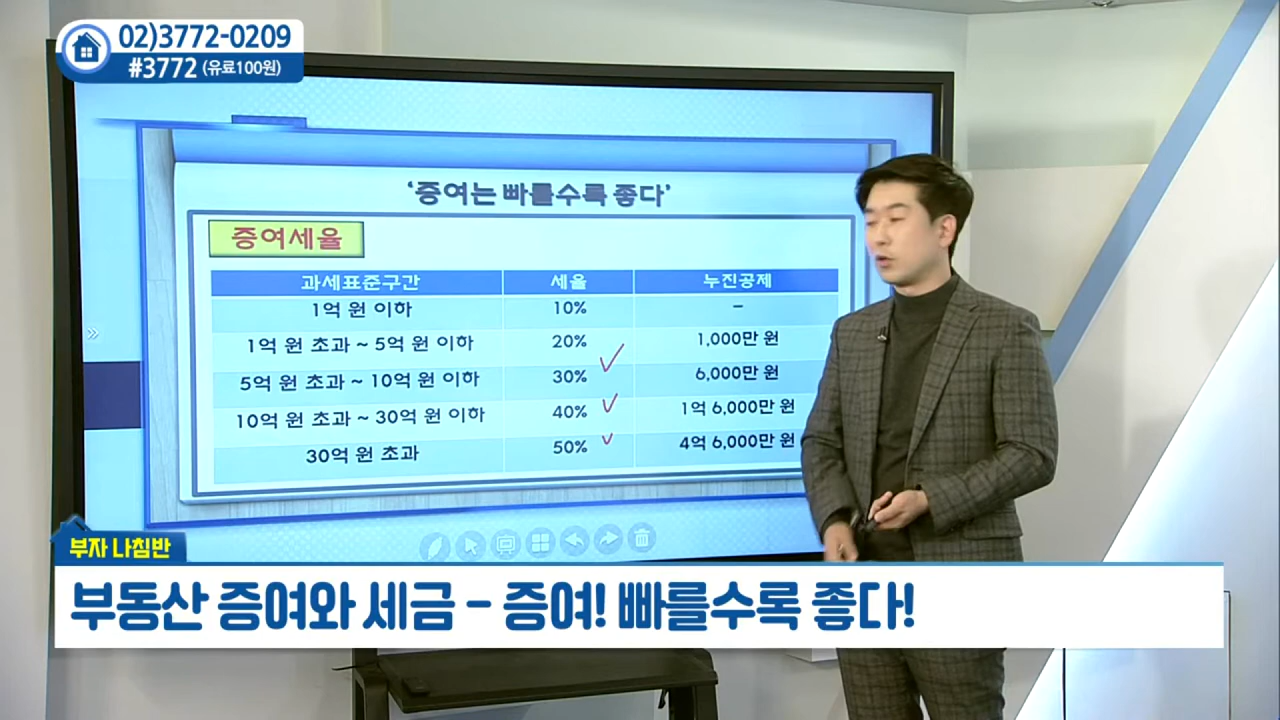 02)3772-0209
#3772 (유료100원)
‘증여는 빠를수록 좋다’
증여세율
과세표준구간 세율 누진공제
1억 원 이하 10% –
1억 원 초과 ~ 5억 원 이하 20% 1,000만 원
5억 원 초과 ~ 10억 원 이하 30% 6,000만 원
10억 원 초과 ~ 30억 원 이하 40% 1억 6,000만 원
30억 원 초과 50% 4억 6,000만 원
부자 나침반
부동산 증여와 세금 - 증여! 빠를수록 좋다!